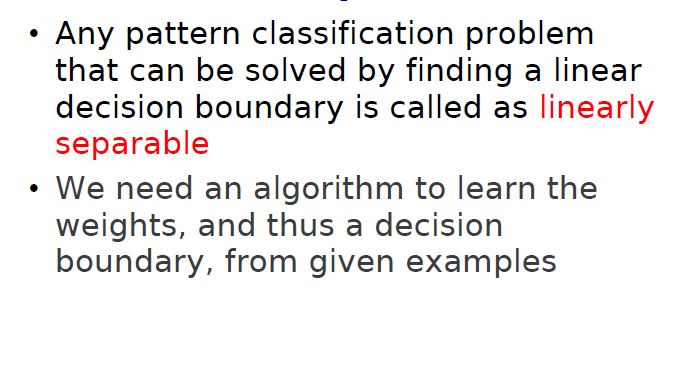 • Any pattern classification problem
that can be solved by finding a linear
decision boundary is called as linearly
separable
• We need an algorithm to learn the
weights, and thus a decision
boundary, from given examples